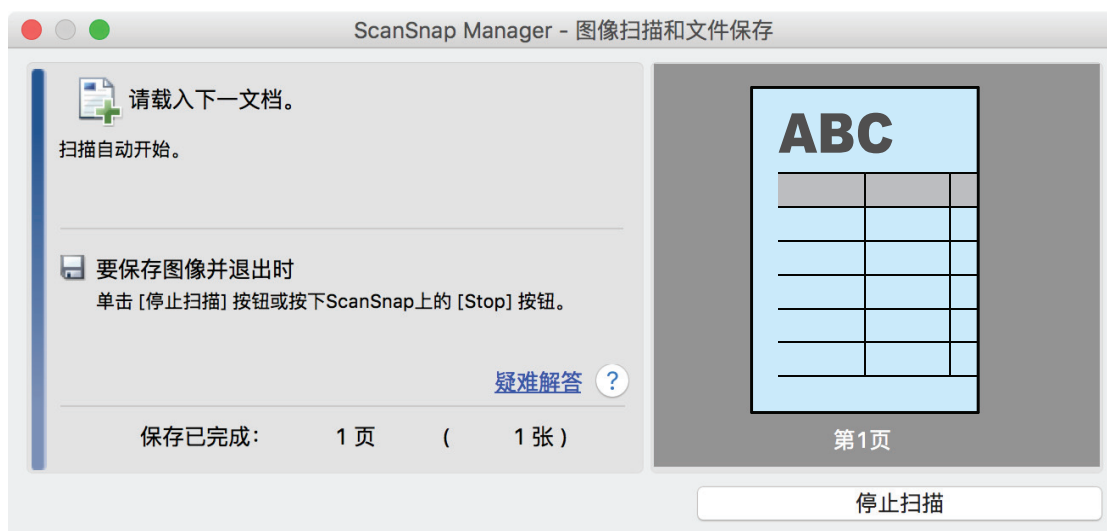 ScanSnap Manager - 图像扫描和文件保存
请载入下一文档。
扫描自动开始。
要保存图像并退出时
单击 [停止扫描] 按钮或按下ScanSnap上的 [Stop] 按钮。
疑难解答 ?
保存已完成: 1 页 ( 1 张 )
ABC
第1页
停止扫描